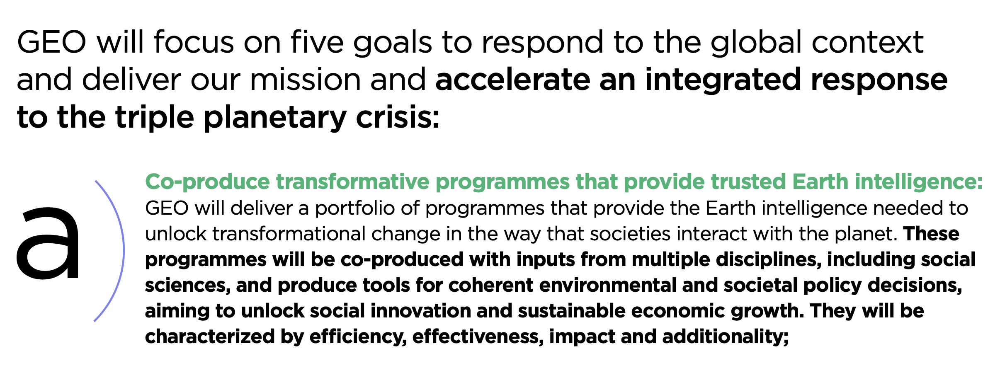 GEO will focus on five goals to respond to the global context
and deliver our mission and accelerate an integrated response
to the triple planetary crisis:
a
Co-produce transformative programmes that provide trusted Earth intelligence:
GEO will deliver a portfolio of programmes that provide the Earth intelligence needed to
unlock transformational change in the way that societies interact with the planet. These
programmes will be co-produced with inputs from multiple disciplines, including social
sciences, and produce tools for coherent environmental and societal policy decisions,
aiming to unlock social innovation and sustainable economic growth. They will be
characterized by efficiency, effectiveness, impact and additionality;